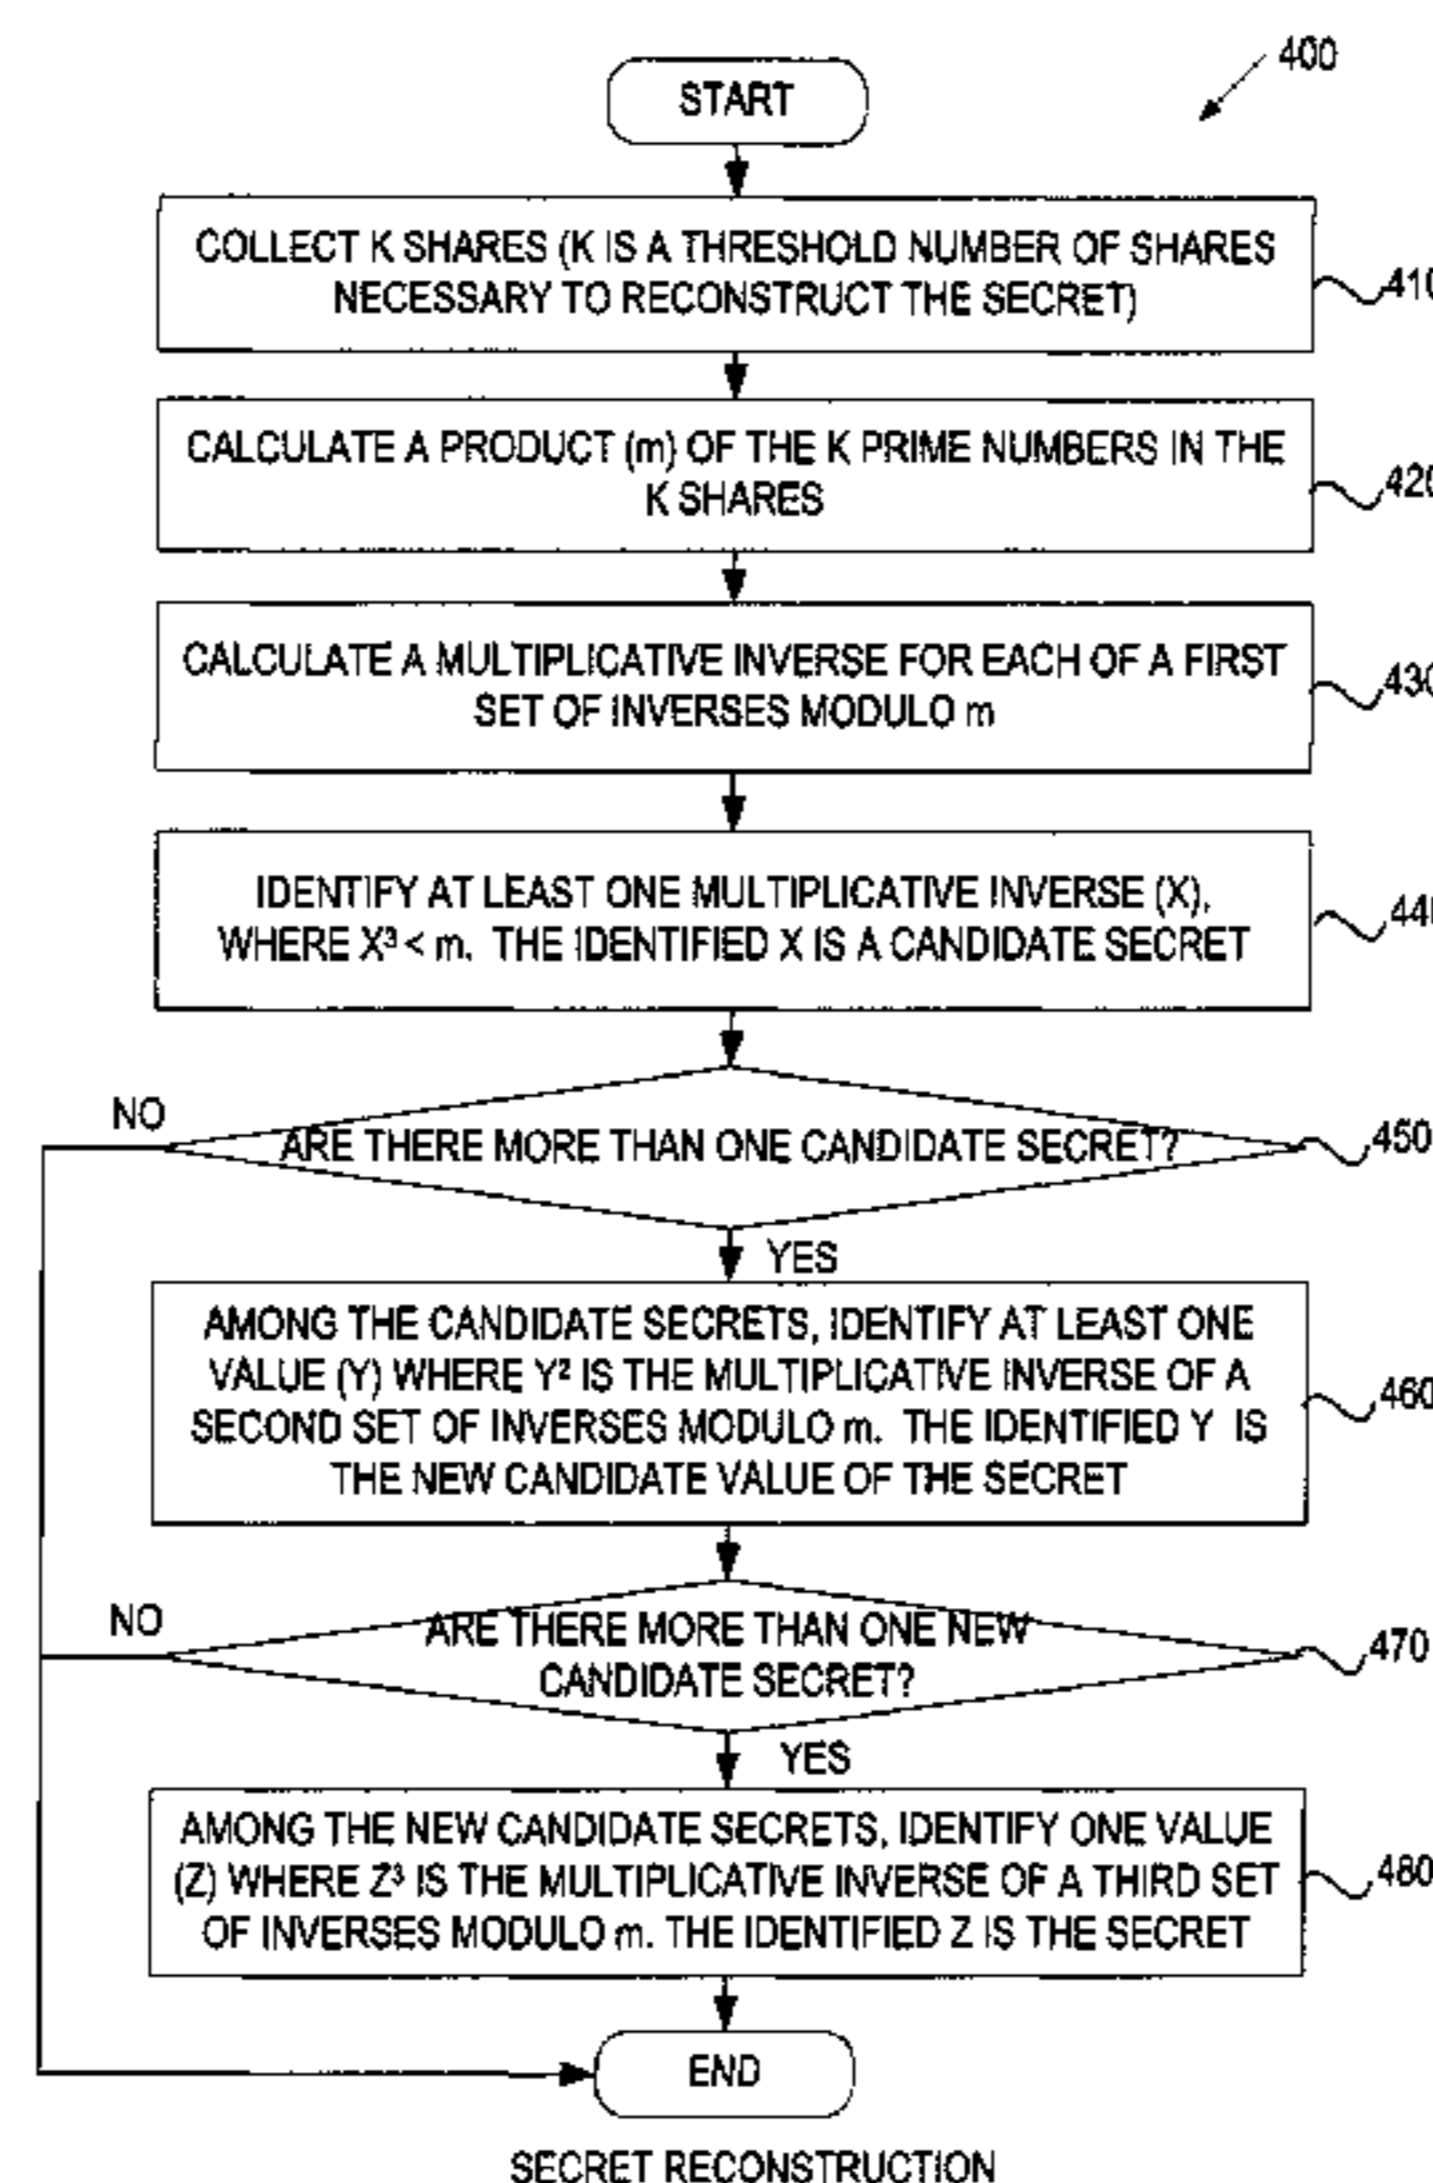 400
START
COLLECT K SHARES (K IS A THRESHOLD NUMBER OF SHARES
NECESSARY TO RECONSTRUCT THE SECRET)
410
CALCULATE A PRODUCT (m) OF THE K PRIME NUMBERS IN THE
K SHARES
420
CALCULATE A MULTIPLICATIVE INVERSE FOR EACH OF A FIRST
SET OF INVERSES MODULO m
430
IDENTIFY AT LEAST ONE MULTIPLICATIVE INVERSE (X),
WHERE X³ < m. THE IDENTIFIED X IS A CANDIDATE SECRET
440
NO
ARE THERE MORE THAN ONE CANDIDATE SECRET?
450
YES
AMONG THE CANDIDATE SECRETS, IDENTIFY AT LEAST ONE
VALUE (Y) WHERE Y² IS THE MULTIPLICATIVE INVERSE OF A
SECOND SET OF INVERSES MODULO m. THE IDENTIFIED Y IS
THE NEW CANDIDATE VALUE OF THE SECRET
460
NO
ARE THERE MORE THAN ONE NEW
CANDIDATE SECRET?
470
YES
AMONG THE NEW CANDIDATE SECRETS, IDENTIFY ONE VALUE
(Z) WHERE Z³ IS THE MULTIPLICATIVE INVERSE OF A THIRD SET
OF INVERSES MODULO m. THE IDENTIFIED Z IS THE SECRET
480
END
SECRET RECONSTRUCTION